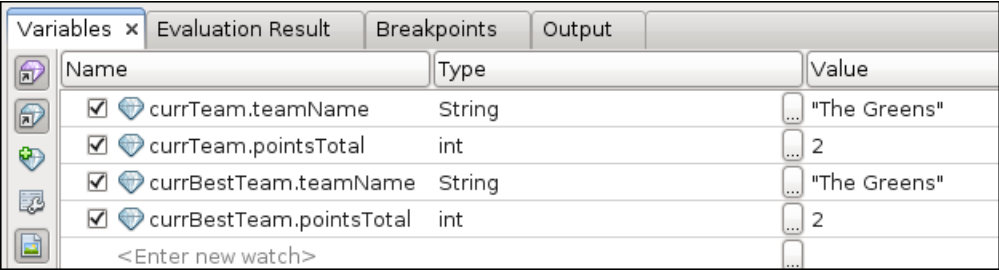 Variables x Evaluation Result Breakpoints Output
Name Type Value
currTeam.teamName String ... "The Greens"
currTeam.pointsTotal int ... 2
currBestTeam.teamName String ... "The Greens"
currBestTeam.pointsTotal int ... 2
<Enter new watch> ...